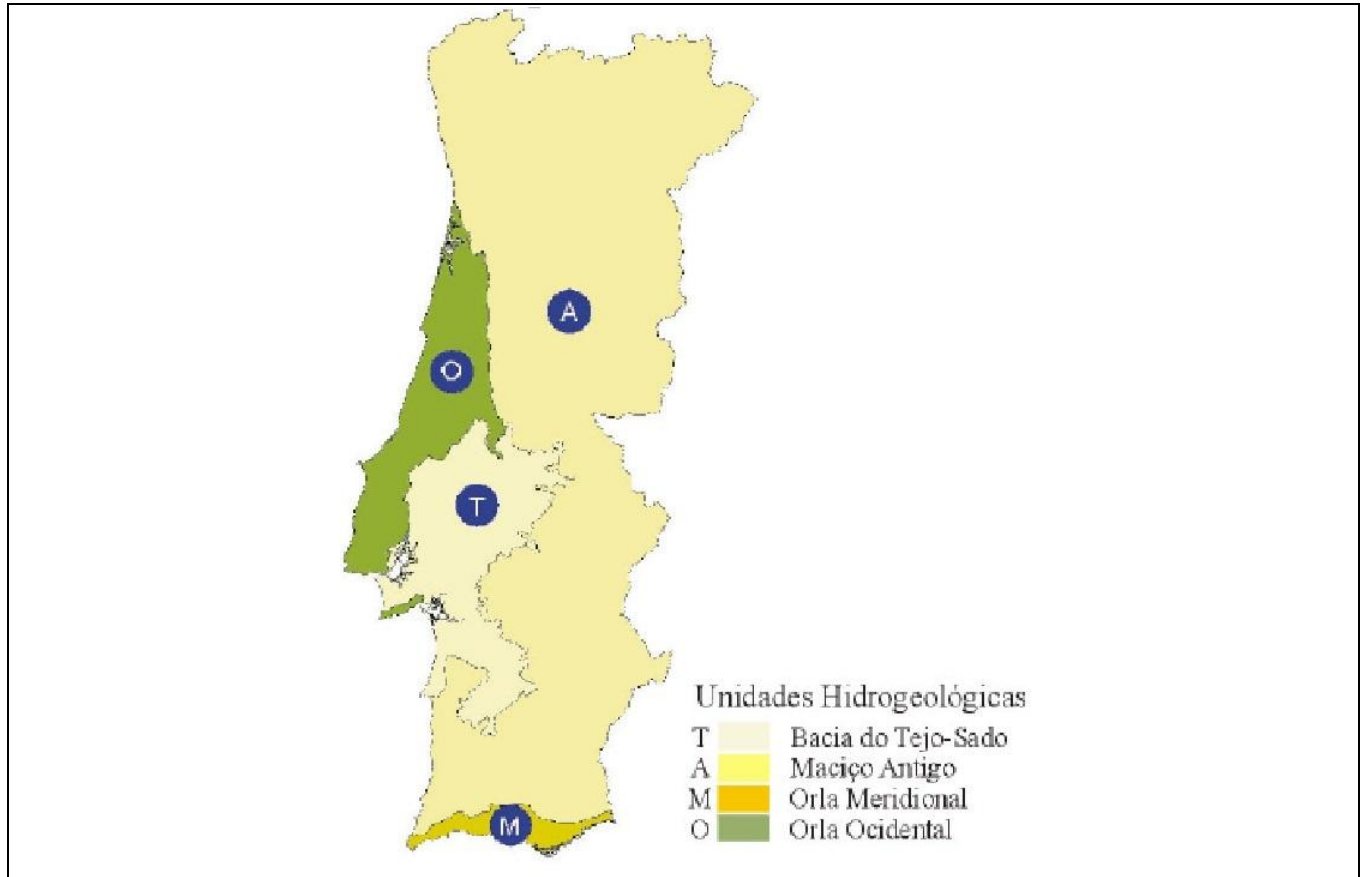 A
O
T
M
Unidades Hidrogeológicas
T Bacia do Tejo-Sado
A Maciço Antigo
M Orla Meridional
O Orla Ocidental